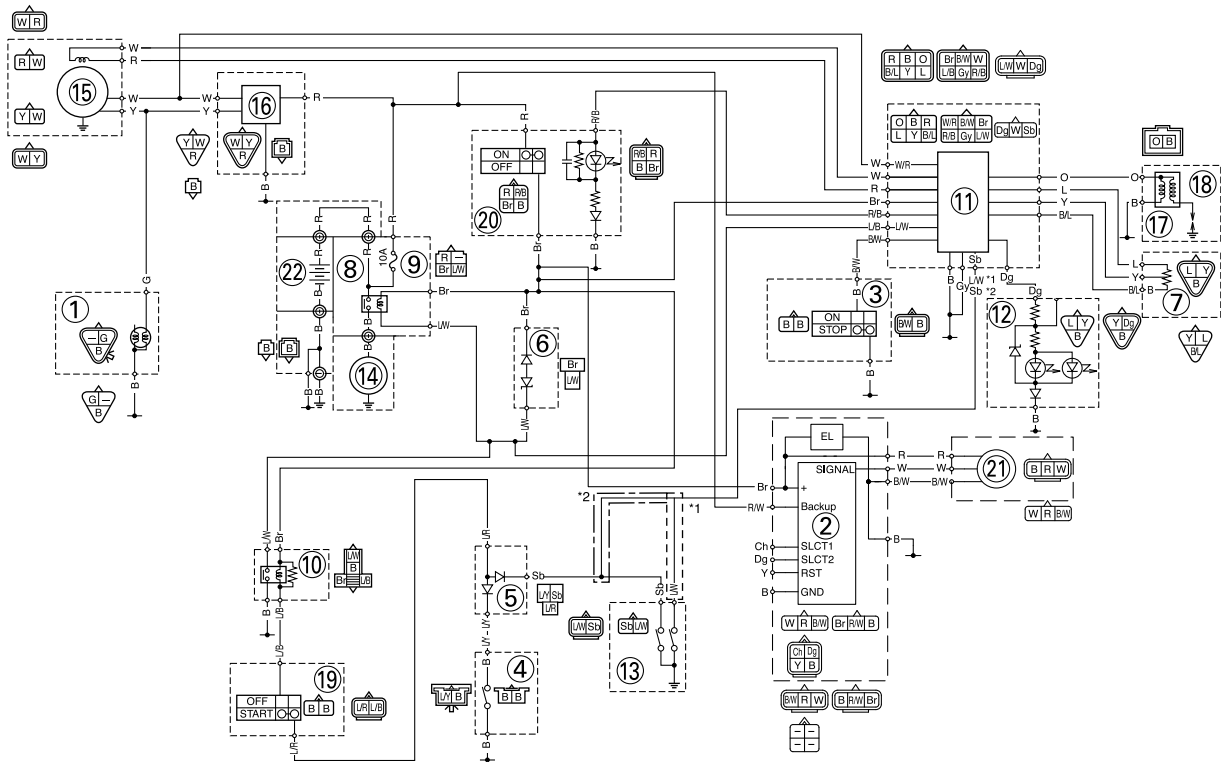 W R
R W
Y W
W Y
15
W
R
W
Y
W
Y
16
R
W Y
R
Y W
R
B
B
B
G
1
– G
B
B
G –
B
R
R
R
22
8
10A
9
R –
Br L/W
Br
L/W
B
B
B
B
B
B
14
R
ON
OFF
R R/B
Br B
20
Br
R/B
B
R/B R
B Br
Br
6
L/W
Br
L/W
R B O
B/L Y L
Br B/W W
L/B Gy R/B
L/W W Dg
O B R
L Y B/L
W/R B/W Br
R/B Gy L/W
Dg W Sb
W
W/R
W
R
Br
R/B
L/B
L/W
B/W
11
O
L
Y
B/L
B
Gy
Sb
L/W *1
Sb *2
Dg
Dg
O B
O
B
18
17
L
Y
B/L
B
7
L Y
B
Y L
B/L
B/W
B
3
ON
STOP
B B
B/W B
B
12
L Y
B
Y Dg
B
B
EL
SIGNAL
+
Backup
SLCT1
SLCT2
RST
GND
2
Br
R/W
Ch
Dg
Y
B
R
W
B/W
R
W
B/W
21
B R W
W R B/W
B
W R B/W
Br R/W B
Ch Dg
Y B
B/W R W
B R/W Br
– –
– –
L/W
Br
10
L/W
B
Br L/B
B
L/B
L/B
19
OFF
START
B B
L/R L/B
L/R
L/R
5
Sb
L/Y Sb
L/R
L/Y
L/Y
B
4
L/Y B
B B
B
*2
*1
Sb
L/W
L/W Sb
Sb L/W
13